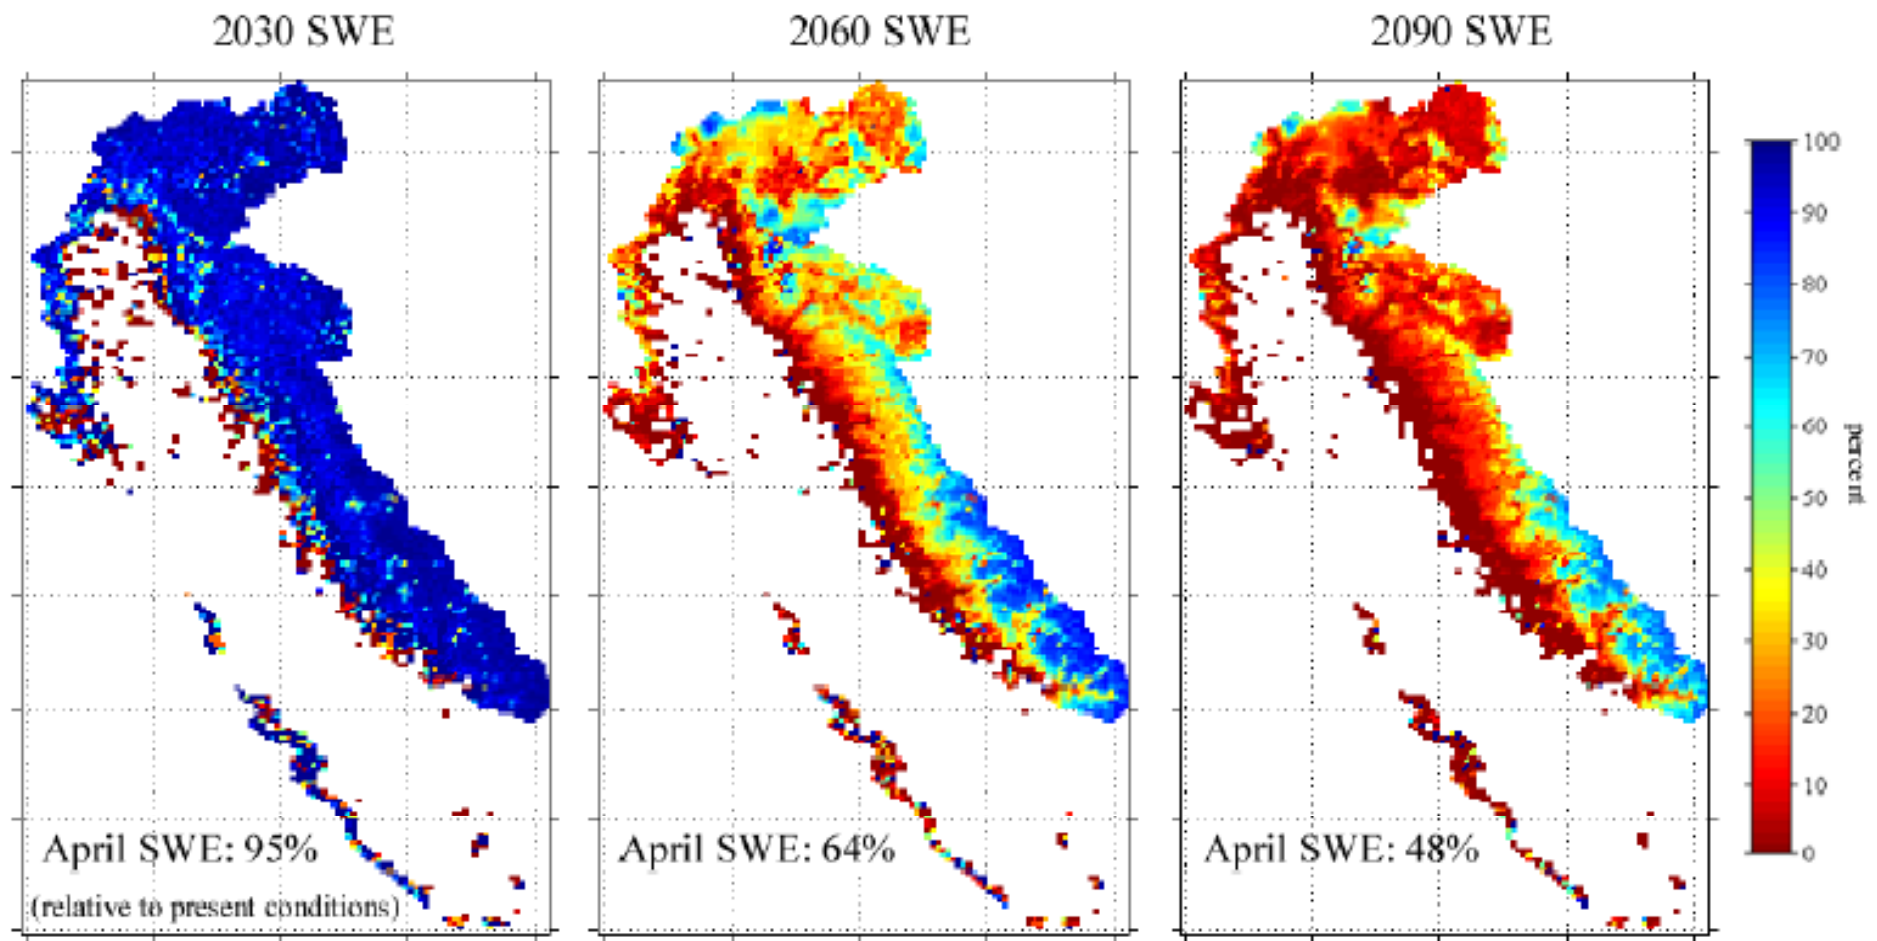 2030 SWE
2060 SWE
2090 SWE
100
90
80
70
60
50
40
30
20
10
0
percent
April SWE: 95%
(relative to present conditions)
April SWE: 64%
April SWE: 48%